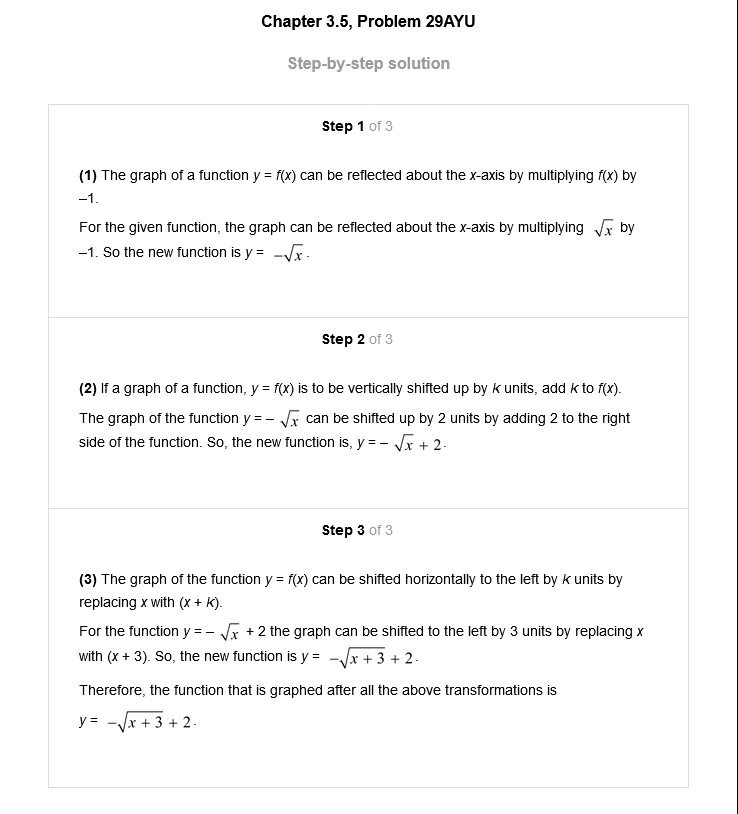 Chapter 3.5, Problem 29AYU
Step-by-step solution
Step 1 of 3
(1) The graph of a function y = f(x) can be reflected about the x-axis by multiplying f(x) by
–1.
For the given function, the graph can be reflected about the x-axis by multiplying √x by
–1. So the new function is y = −√x.
Step 2 of 3
(2) If a graph of a function, y = f(x) is to be vertically shifted up by k units, add k to f(x).
The graph of the function y = – √x can be shifted up by 2 units by adding 2 to the right
side of the function. So, the new function is, y = – √x + 2.
Step 3 of 3
(3) The graph of the function y = f(x) can be shifted horizontally to the left by k units by
replacing x with (x + k).
For the function y = – √x + 2 the graph can be shifted to the left by 3 units by replacing x
with (x + 3). So, the new function is y = −√(x + 3) + 2.
Therefore, the function that is graphed after all the above transformations is
y = −√(x + 3) + 2.